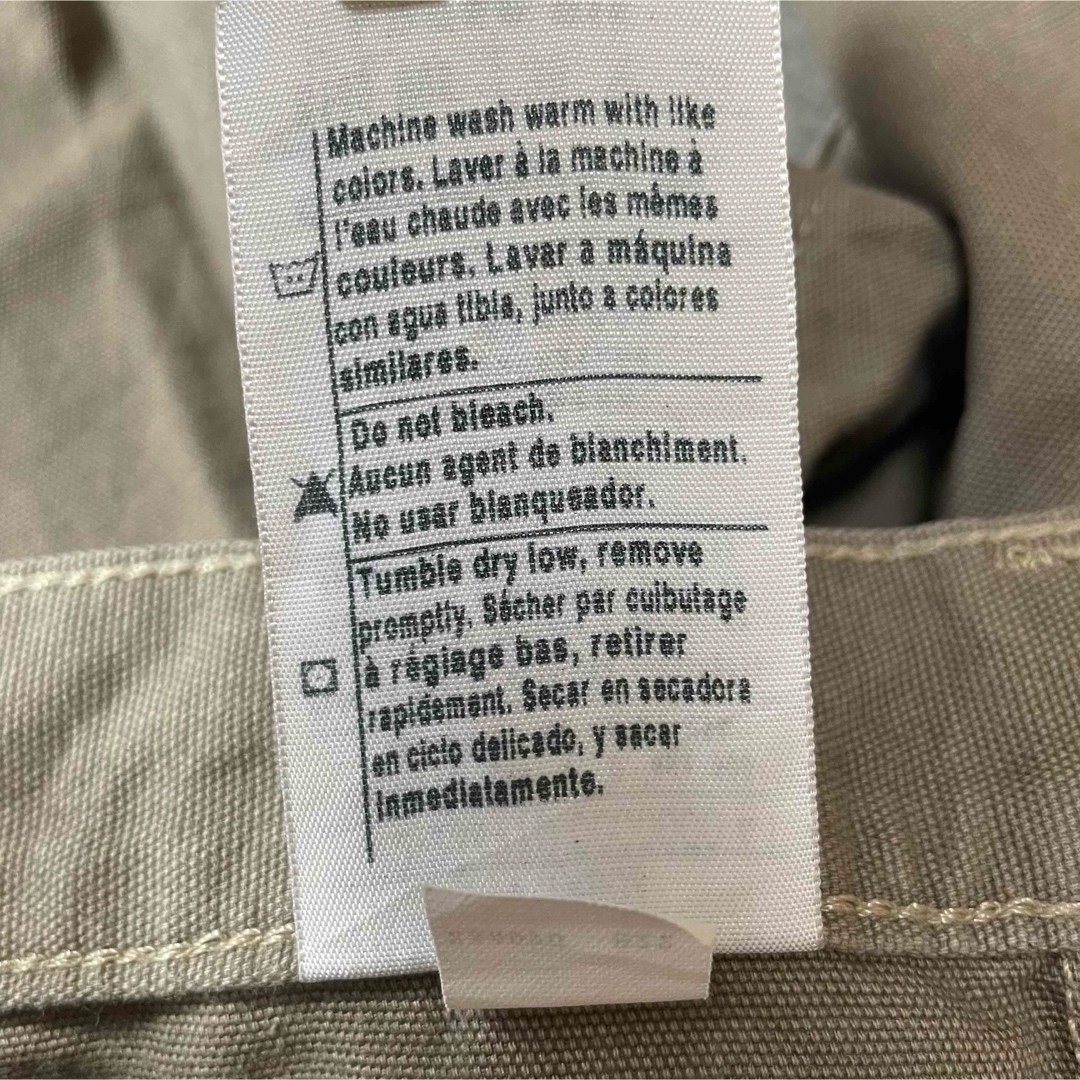 Machine wash warm with like
colors. Laver à la machine à
l'eau chaude avec les mêmes
couleurs. Lavar a máquina
con agua tibia, junto a colores
similares.
Do not bleach.
Aucun agent de blanchiment.
No usar blanqueador.
Tumble dry low, remove
promptly. Sécher par culbutage
à réglage bas, retirer
rapidement. Secar en secadora
en ciclo delicado, y sacar
inmediatamente.